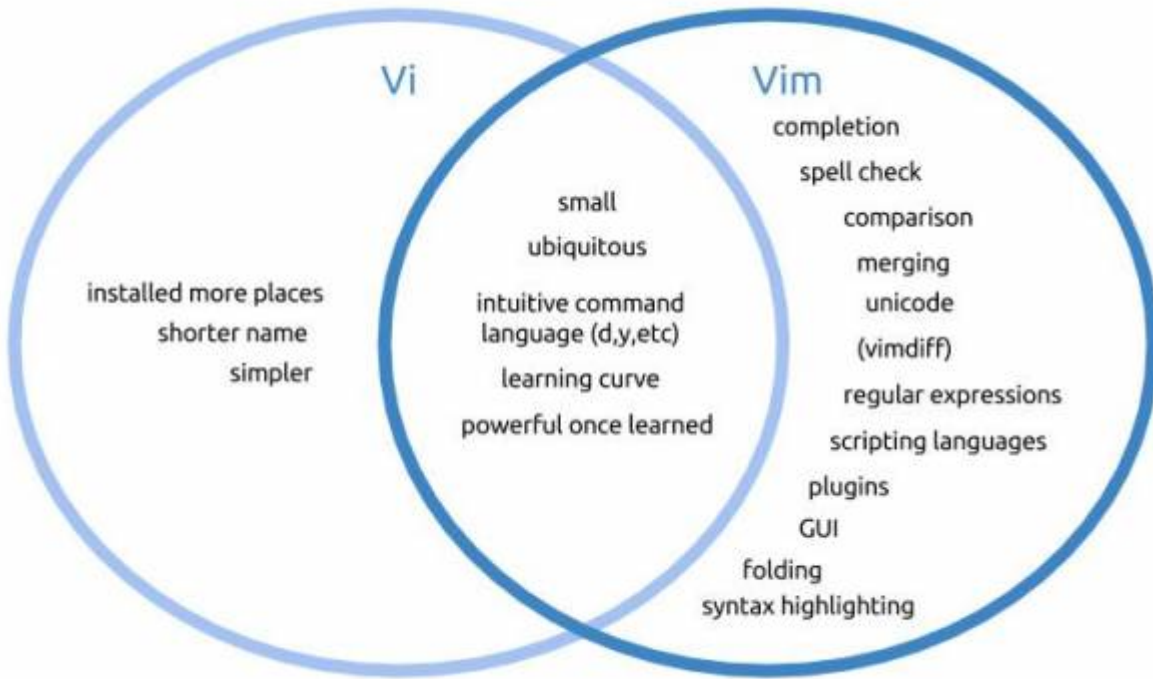 Vi
installed more places
shorter name
simpler
small
ubiquitous
intuitive command
language (d,y,etc)
learning curve
powerful once learned
Vim
completion
spell check
comparison
merging
unicode
(vimdiff)
regular expressions
scripting languages
plugins
GUI
folding
syntax highlighting